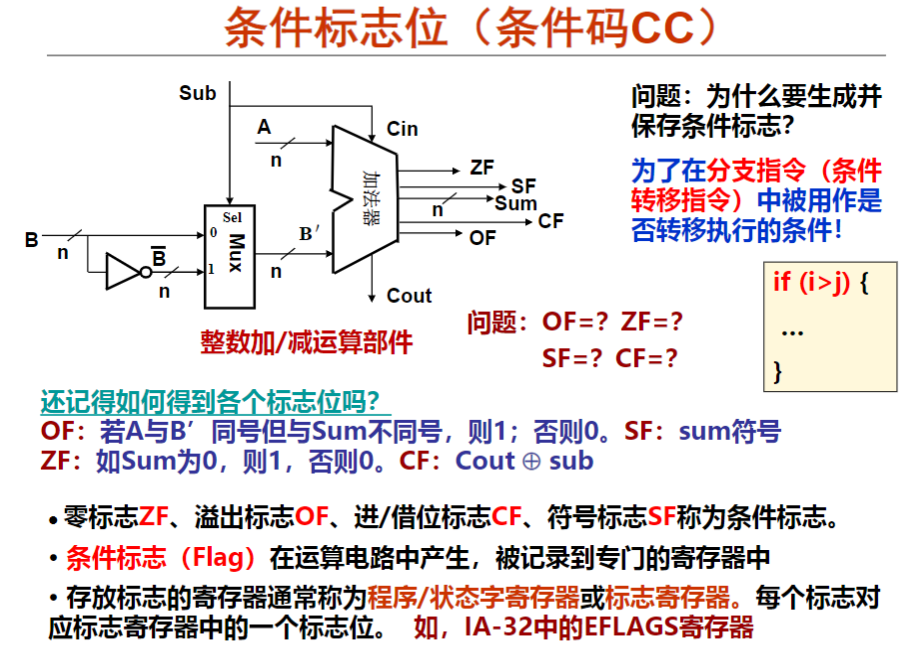 条件标志位（条件码CC）
Sub
A
n
Cin
加法器
ZF
SF
Sum
n
CF
OF
Sel
0
Mux
1
B
n
B
n
B′
n
Cout
整数加/减运算部件
问题：为什么要生成并
保存条件标志？
为了在分支指令（条件
转移指令）中被用作是
否转移执行的条件！
if (i>j) {
...
}
问题：OF=？ZF=？
SF=？CF=？
还记得如何得到各个标志位吗？
OF：若A与B′ 同号但与Sum不同号，则1；否则0。SF：sum符号
ZF：如Sum为0，则1，否则0。CF：Cout ⊕ sub
• 零标志ZF、溢出标志OF、进/借位标志CF、符号标志SF称为条件标志。
• 条件标志（Flag）在运算电路中产生，被记录到专门的寄存器中
• 存放标志的寄存器通常称为程序/状态字寄存器或标志寄存器。每个标志对
应标志寄存器中的一个标志位。 如，IA-32中的EFLAGS寄存器